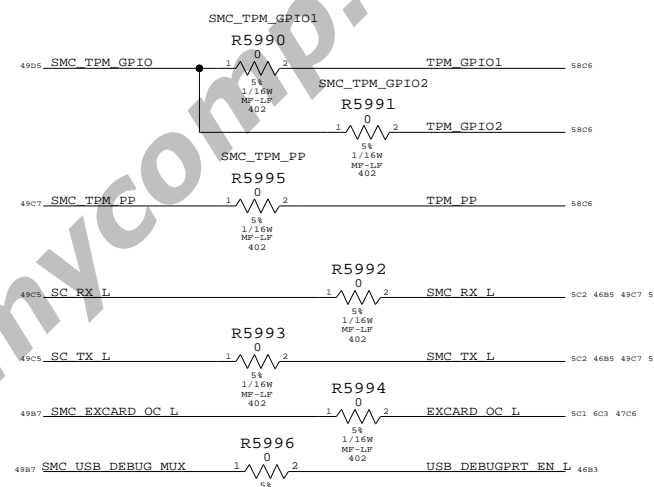 SMC_TPM_GPIO1
R5990
0
49D5 SMC_TPM_GPIO 1 2 TPM_GPIO1 58C6
5%
1/16W
MF-LF
402
SMC_TPM_GPIO2
R5991
0
1 2 TPM_GPIO2 58C6
5%
1/16W
MF-LF
402
SMC_TPM_PP
R5995
0
49C7 SMC_TPM_PP 1 2 TPM_PP 58C6
5%
1/16W
MF-LF
402
R5992
0
49C5 SC_RX_L 1 2 SMC_RX_L 5C2 46B5 49C7 5
5%
1/16W
MF-LF
402
R5993
0
49C5 SC_TX_L 1 2 SMC_TX_L 5C2 46B5 49C7 5
5%
1/16W
MF-LF
402
R5994
0
49B7 SMC_EXCARD_OC_L 1 2 EXCARD_OC_L 5C1 6C3 47C6
5%
1/16W
MF-LF
402
R5996
0
49B7 SMC_USB_DEBUG_MUX 1 2 USB_DEBUGPRT_EN_L 46B3
5%
mycomp.